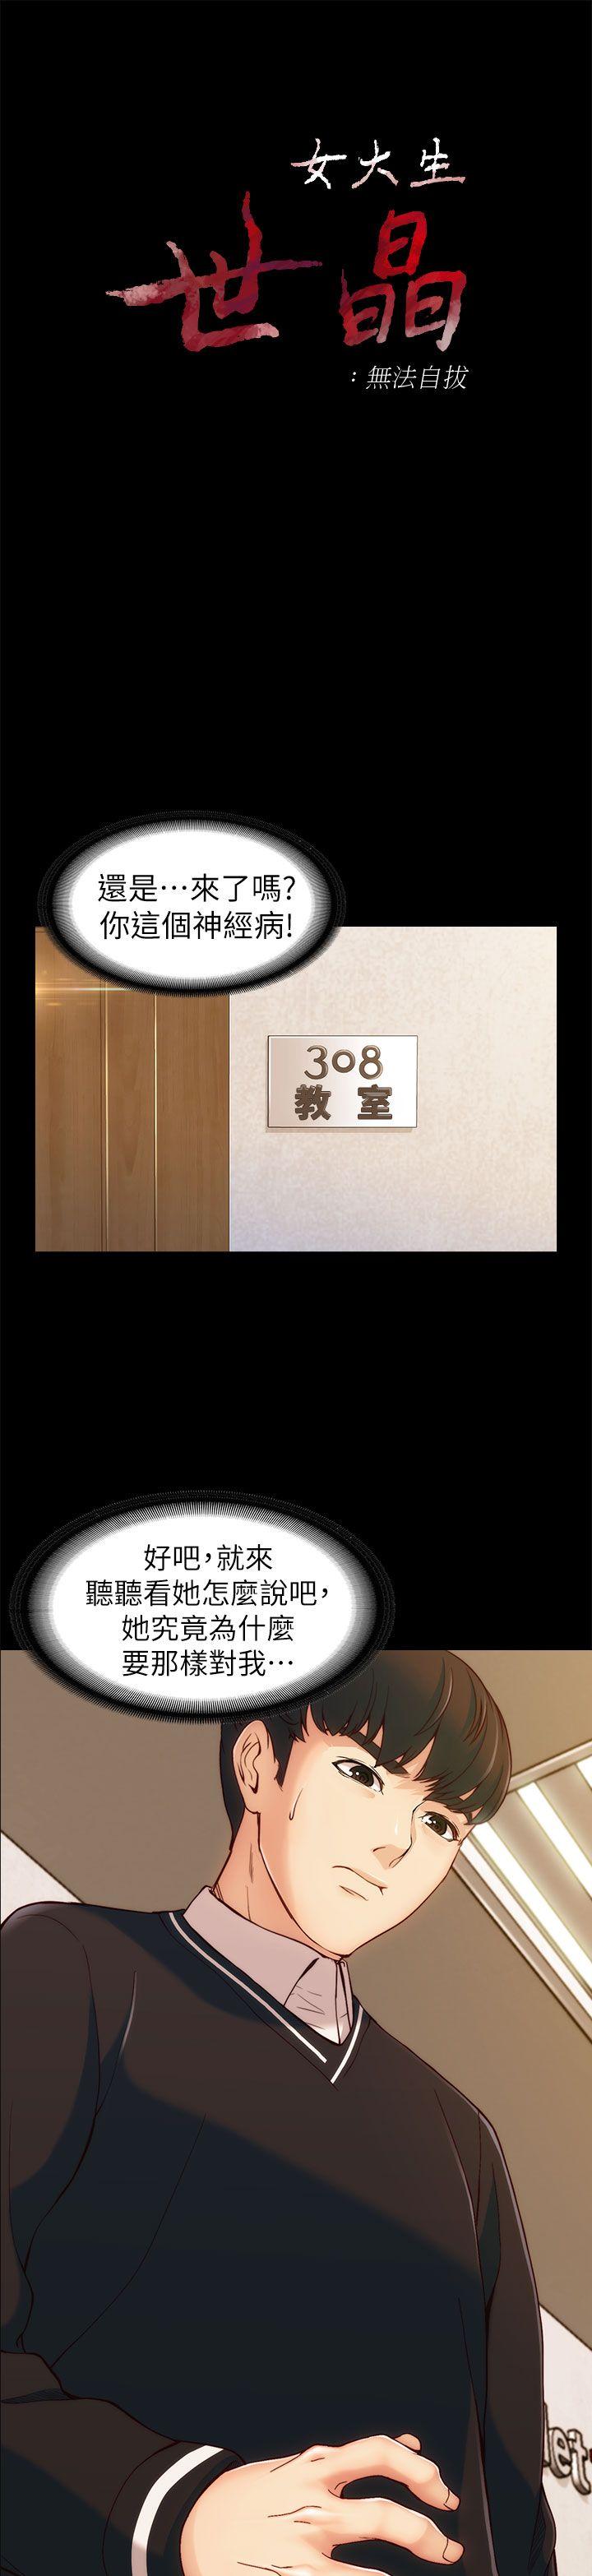 女大生
世晶
：無法自拔
還是…來了嗎?
你這個神經病!
308
教室
好吧，就來
聽聽看她怎麼說吧，
她究竟為什麼
要那樣對我…